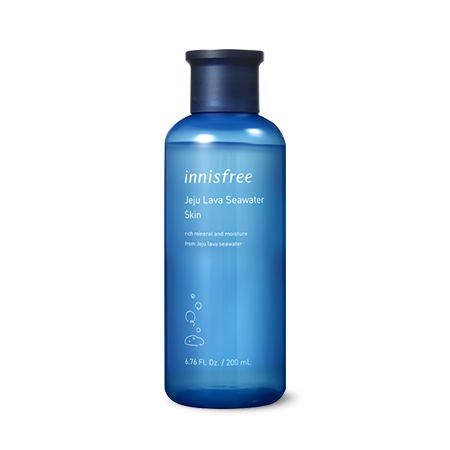 innisfree
Jeju Lava Seawater
Skin
rich mineral and moisture
from Jeju lava seawater
6.76 FL Oz. / 200 mL